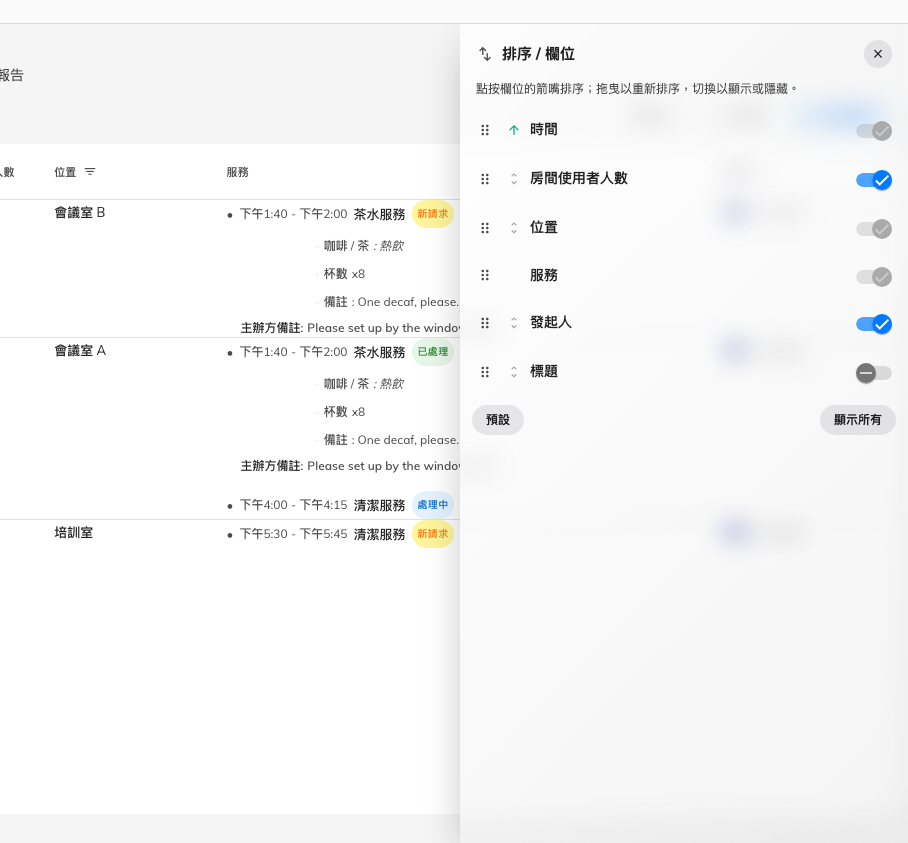 報告
人數
位置
服務
會議室 B
下午1:40 - 下午2:00 茶水服務 新請求
咖啡 / 茶 : 熱飲
杯數 x8
備註 : One decaf, please.
主辦方備註: Please set up by the windo
會議室 A
下午1:40 - 下午2:00 茶水服務 已處理
咖啡 / 茶 : 熱飲
杯數 x8
備註 : One decaf, please.
主辦方備註: Please set up by the windo
下午4:00 - 下午4:15 清潔服務 處理中
培訓室
下午5:30 - 下午5:45 清潔服務 新請求
排序 / 欄位
點按欄位的箭嘴排序；拖曳以重新排序，切換以顯示或隱藏。
時間
房間使用者人數
位置
服務
發起人
標題
預設
顯示所有